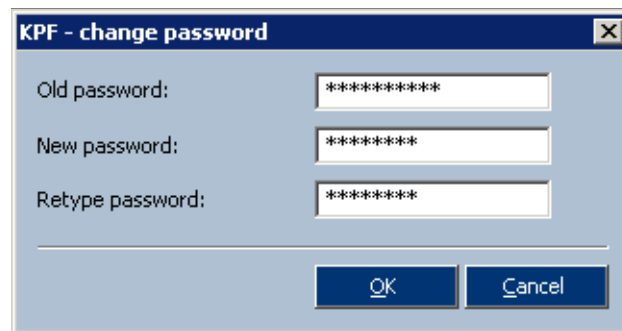 KPF - change password
Old password: **********
New password: ********
Retype password: ********
OK Cancel